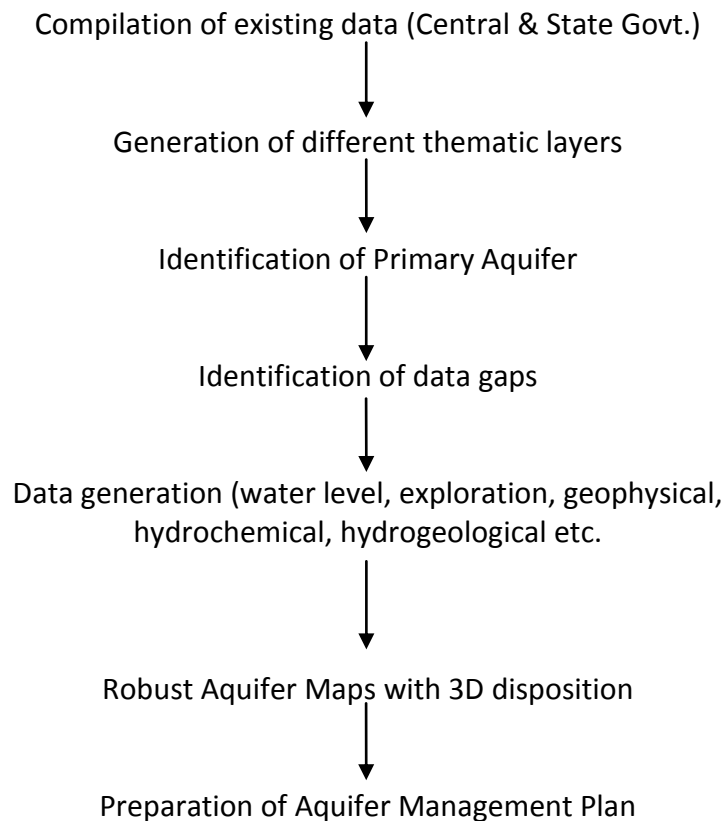 Compilation of existing data (Central & State Govt.)
Generation of different thematic layers
Identification of Primary Aquifer
Identification of data gaps
Data generation (water level, exploration, geophysical,
hydrochemical, hydrogeological etc.
Robust Aquifer Maps with 3D disposition
Preparation of Aquifer Management Plan